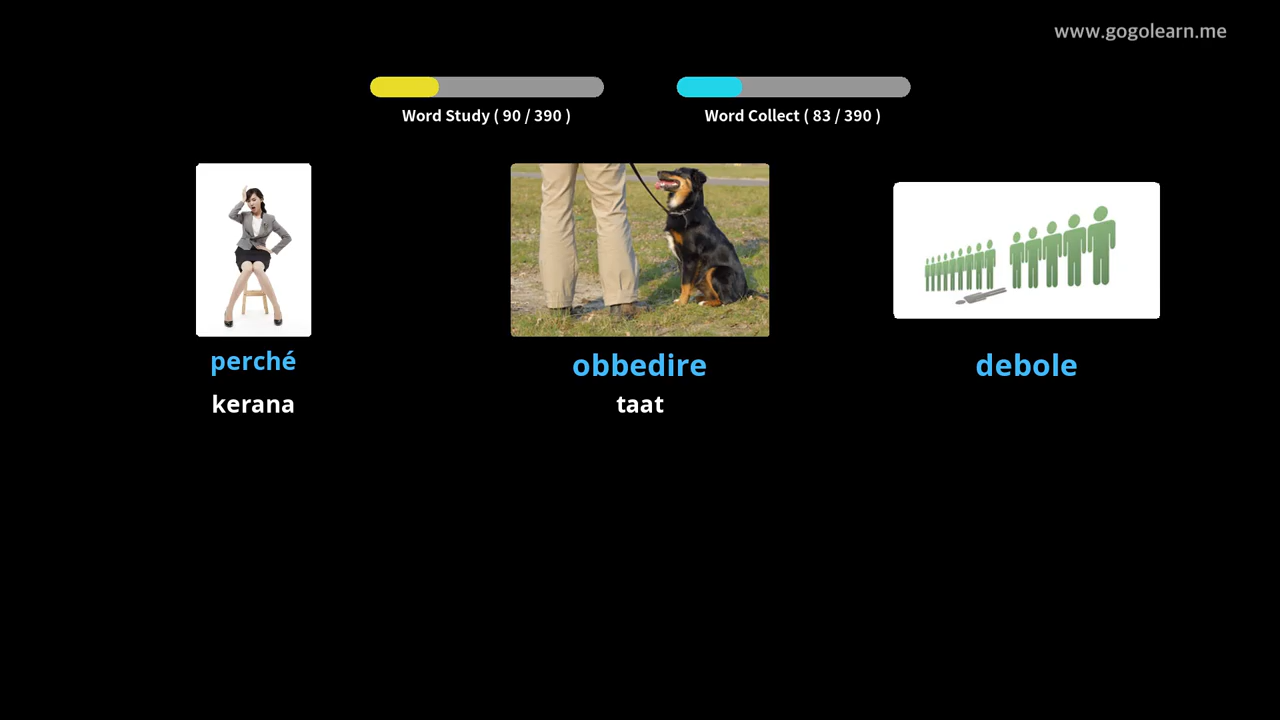 www.gogolearn.me
Word Study ( 90 / 390 )
Word Collect ( 83 / 390 )
perché
kerana
obbedire
taat
debole